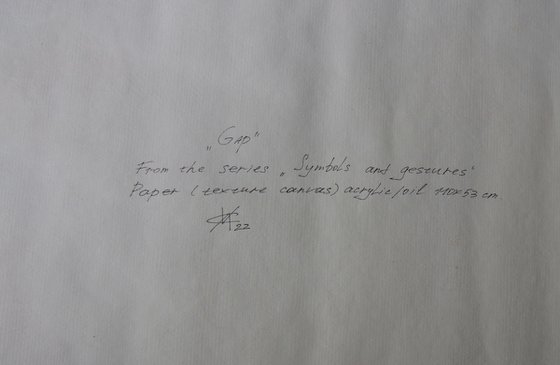 „Gap"
From the series „Symbols and gestures"
Paper (texture canvas) acrylic/oil 110x53 cm
22